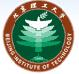 北京理工大学
BEIJING INSTITUTE OF TECHNOLOGY